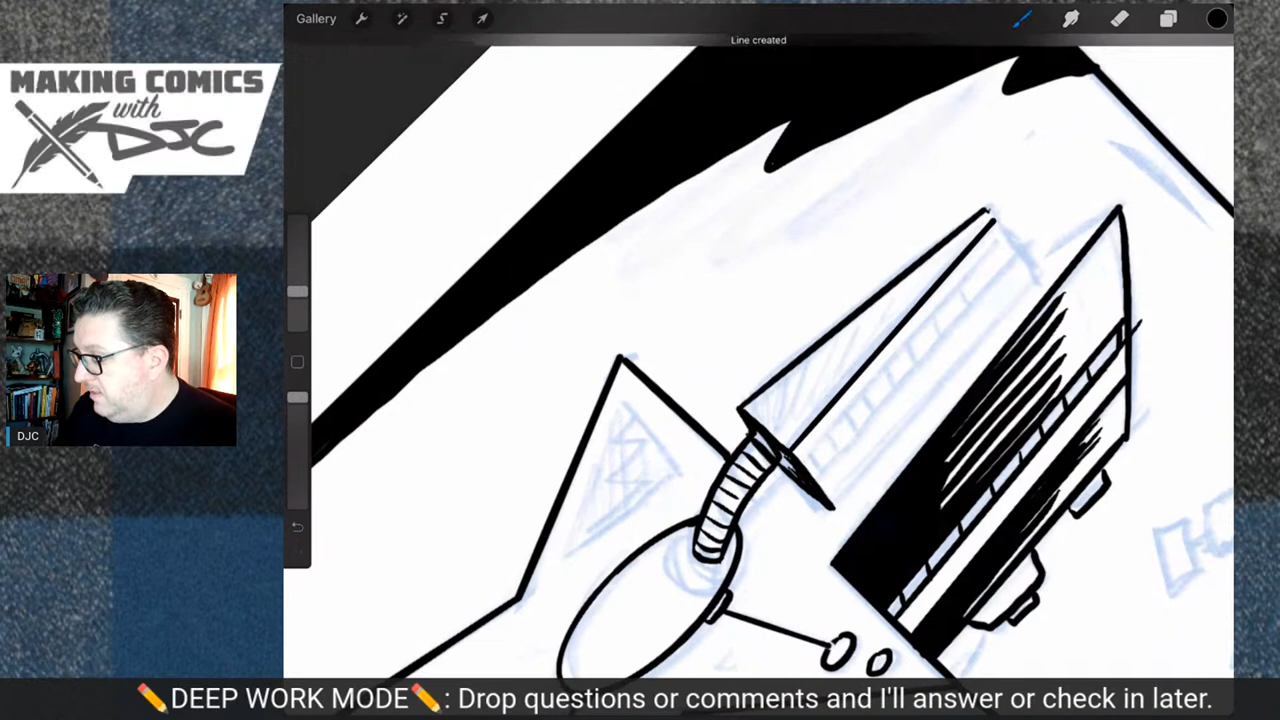 Gallery
Line created
MAKING COMICS
with
DJC
DJC
✏️DEEP WORK MODE✏️: Drop questions or comments and I'll answer or check in later.